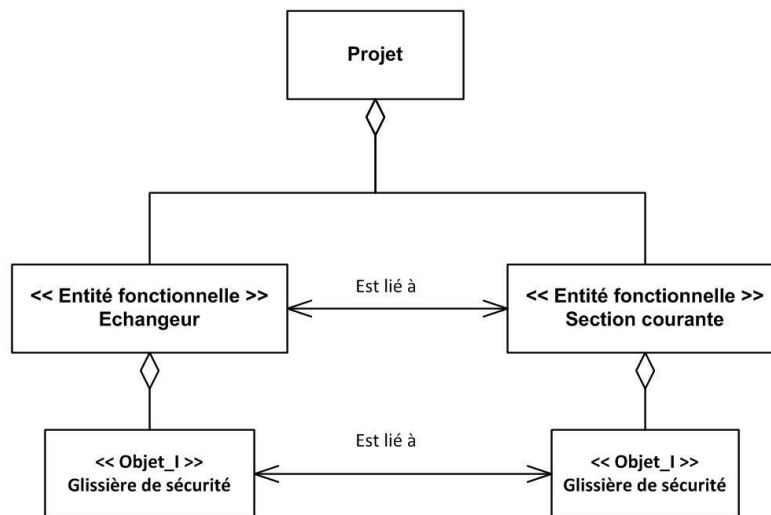 Projet
<< Entité fonctionnelle >>
Echangeur
Est lié à
<< Entité fonctionnelle >>
Section courante
<< Objet_I >>
Glissière de sécurité
Est lié à
<< Objet_I >>
Glissière de sécurité